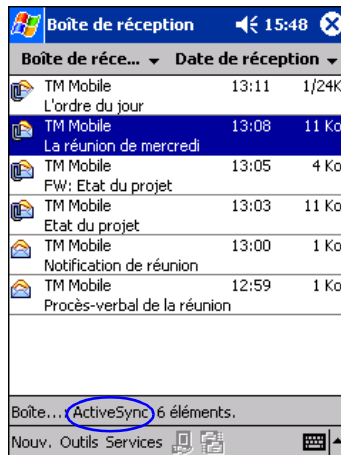 Boîte de réception 15:48
Boîte de réce... Date de réception
TM Mobile 13:11 1/24K
L'ordre du jour
TM Mobile 13:08 11 Ko
La réunion de mercredi
TM Mobile 13:05 4 Ko
FW: Etat du projet
TM Mobile 13:03 11 Ko
Etat du projet
TM Mobile 13:00 1 Ko
Notification de réunion
TM Mobile 12:59 1 Ko
Procès-verbal de la réunion
Boîte...: ActiveSync 6 éléments.
Nouv. Outils Services